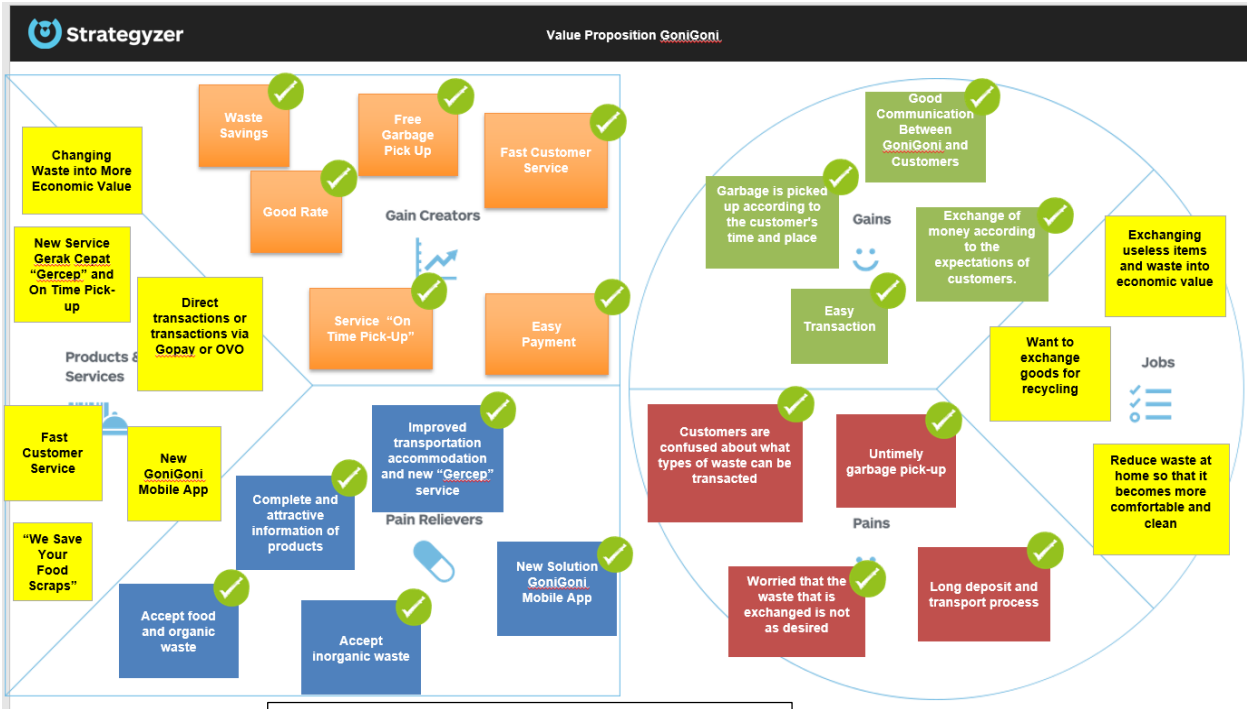 Strategyzer
Value Proposition GoniGoni
Changing
Waste into More
Economic Value
New Service
Gerak Cepat
“Gercep” and
On Time Pick-
up
Direct
transactions or
transactions via
Gopay or OVO
Products &
Services
Fast
Customer
Service
New
GoniGoni
Mobile App
“We Save
Your
Food
Scraps”
Waste
Savings
Free
Garbage
Pick Up
Fast Customer
Service
Good Rate
Gain Creators
Service “On
Time Pick-Up”
Easy
Payment
Improved
transportation
accommodation
and new “Gercep”
service
Complete and
attractive
information of
products
Pain Relievers
New Solution
GoniGoni
Mobile App
Accept food
and organic
waste
Accept
inorganic waste
Good
Communication
Between
GoniGoni and
Customers
Garbage is picked
up according to
the customer's
time and place
Gains
Exchange of
money according
to the
expectations of
customers.
Easy
Transaction
Exchanging
useless items
and waste into
economic value
Want to
exchange
goods for
recycling
Jobs
Reduce waste at
home so that it
becomes more
comfortable and
clean
Customers are
confused about what
types of waste can be
transacted
Untimely
garbage pick-up
Pains
Worried that the
waste that is
exchanged is not
as desired
Long deposit and
transport process